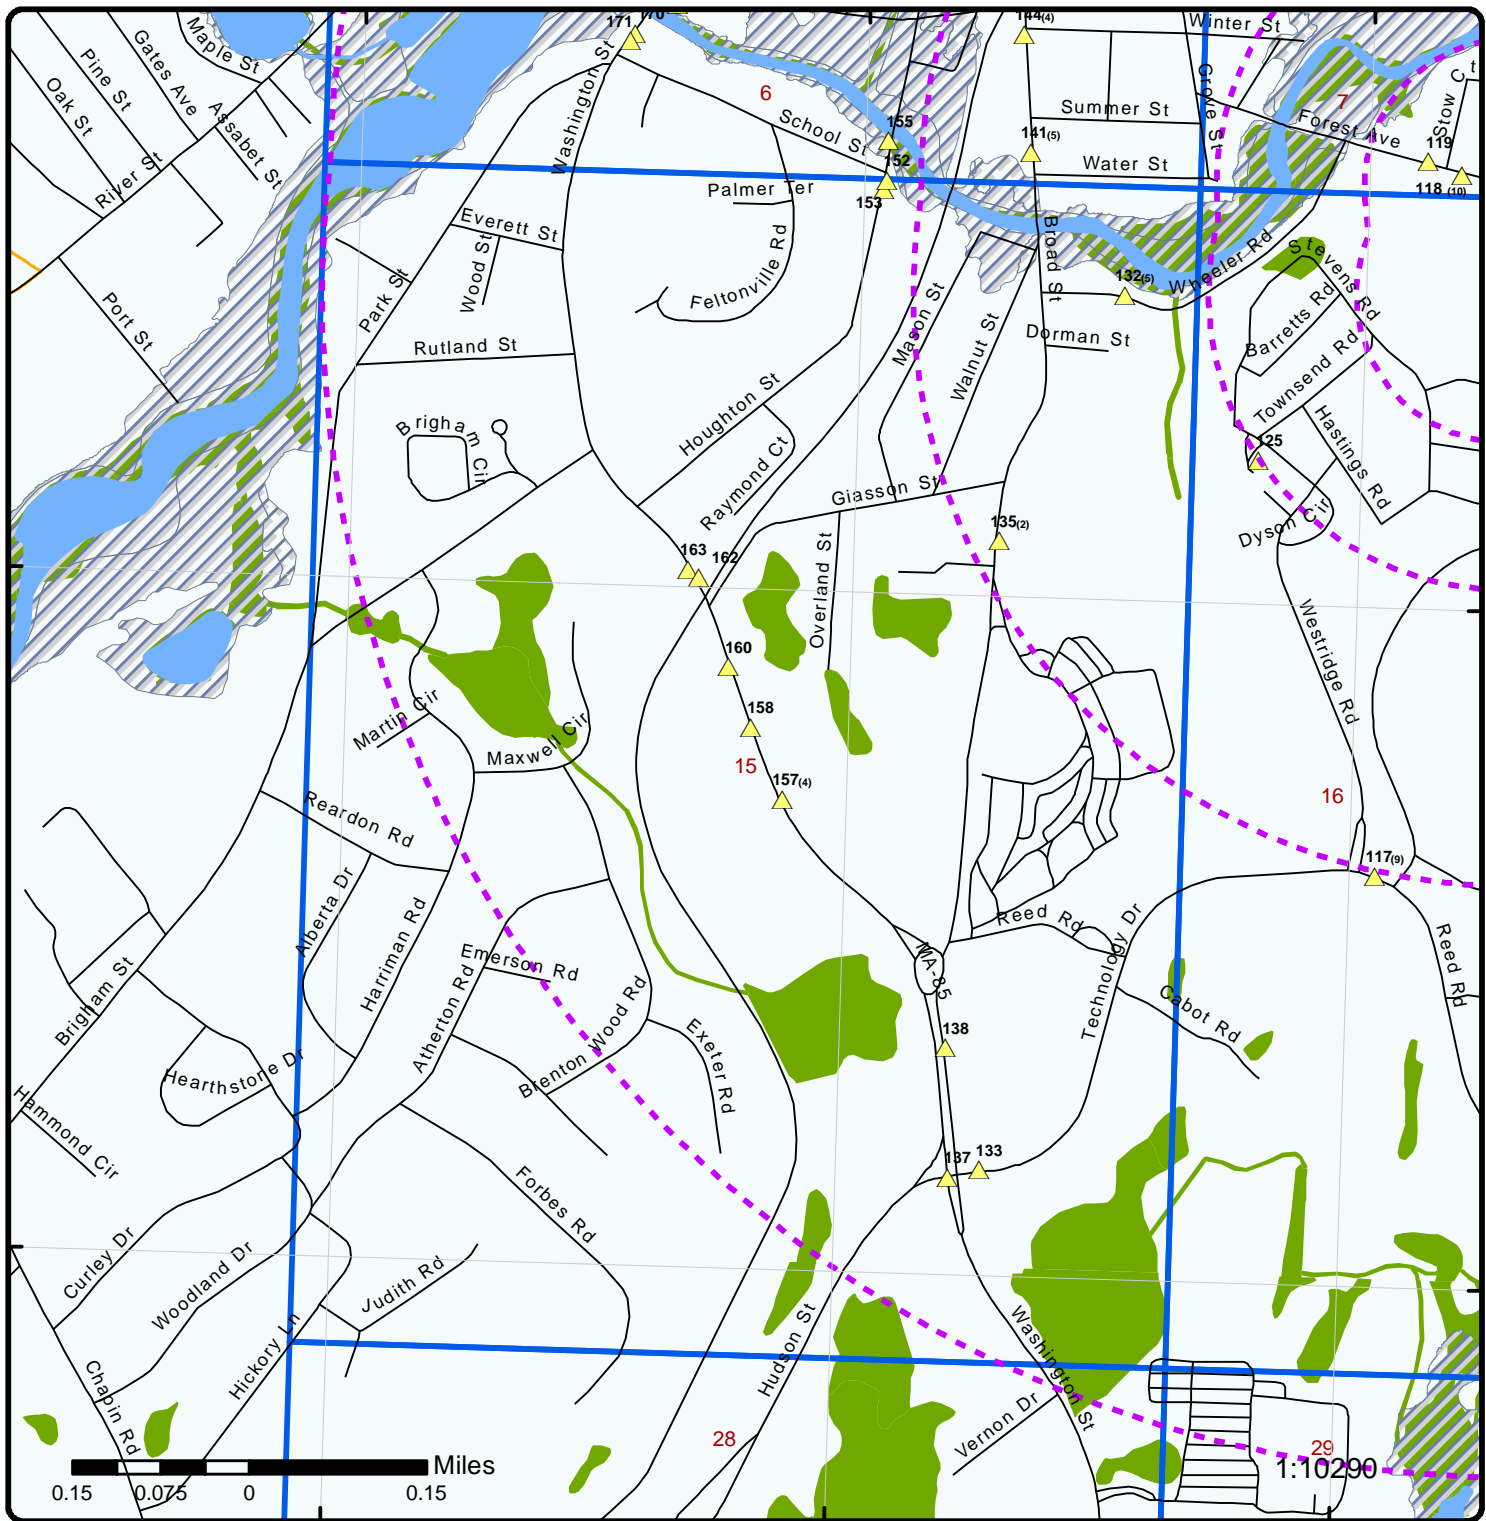 171
144(4)
Winter St
Maple St
Gates Ave
Pine St
Oak St
Assabet St
River St
Washington St
6
School St
155
152
153
Palmer Ter
Summer St
141(5)
Water St
Grove St
7
Forest Ave
Stow Ct
119
118 (10)
Everett St
Wood St
Feltonville Rd
Park St
Port St
Rutland St
Broad St
132(5)
Wheeler Rd
Stevens Rd
Barretts Rd
Mason St
Walnut St
Dorman St
Townsend Rd
Hastings Rd
125
Dyson Cir
Brigham Cir
Houghton St
Raymond Ct
Giasson St
Overland St
135(2)
163
162
160
158
15
157(4)
Westridge Rd
16
117(9)
Martin Cir
Maxwell Cir
Reardon Rd
Alberta Dr
Harriman Rd
Emerson Rd
Atherton Rd
Brenton Wood Rd
Exeter Rd
Brigham St
Hearthstone Dr
Hammond Cir
MA-85
Reed Rd
Technology Dr
Cabot Rd
Reed Rd
138
137
133
Curley Dr
Woodland Dr
Forbes Rd
Judith Rd
Hickory Ln
Hudson St
Washington St
Chapin Rd
Vernon Dr
28
29
1:10290
Miles
0.15
0.075
0
0.15